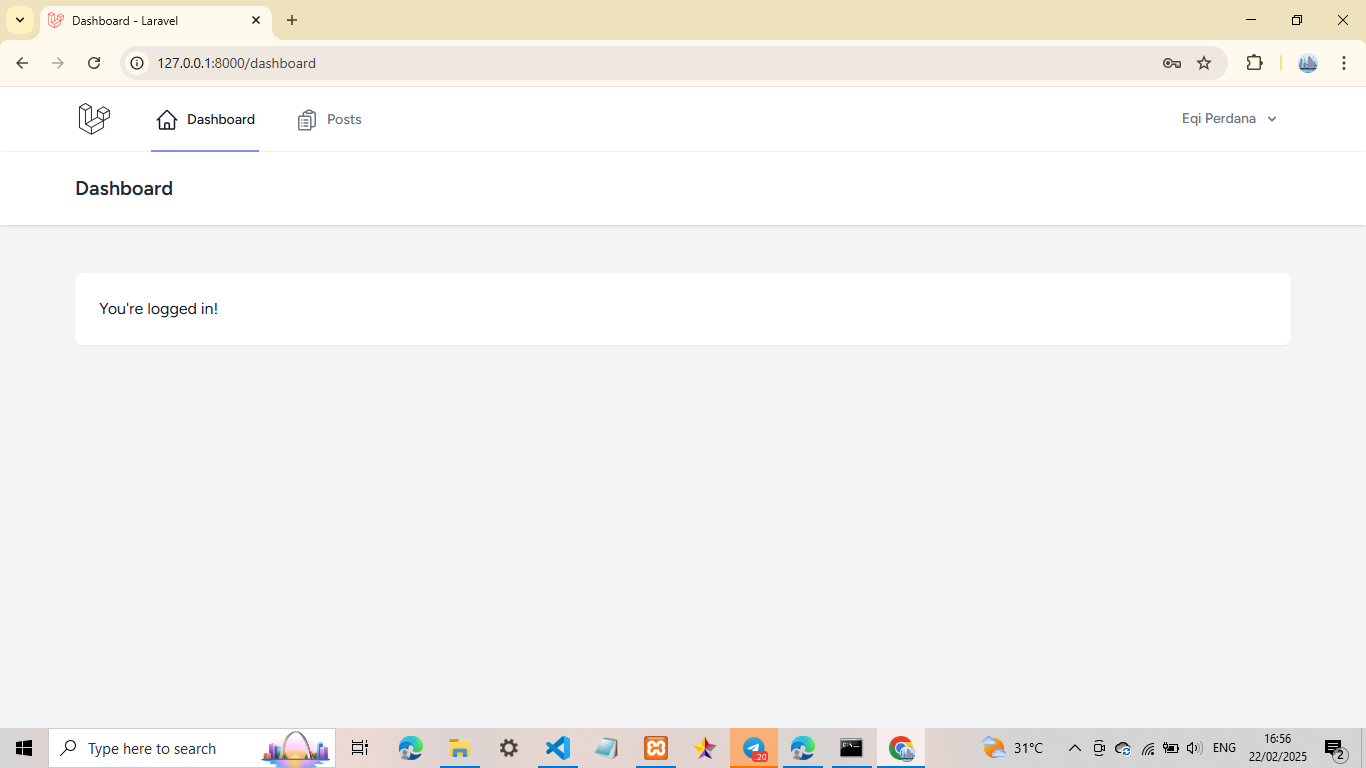 Dashboard - Laravel
127.0.0.1:8000/dashboard
Dashboard Posts Eqi Perdana
Dashboard
You're logged in!
Type here to search 20 31°C ENG 16:56 22/02/2025 2